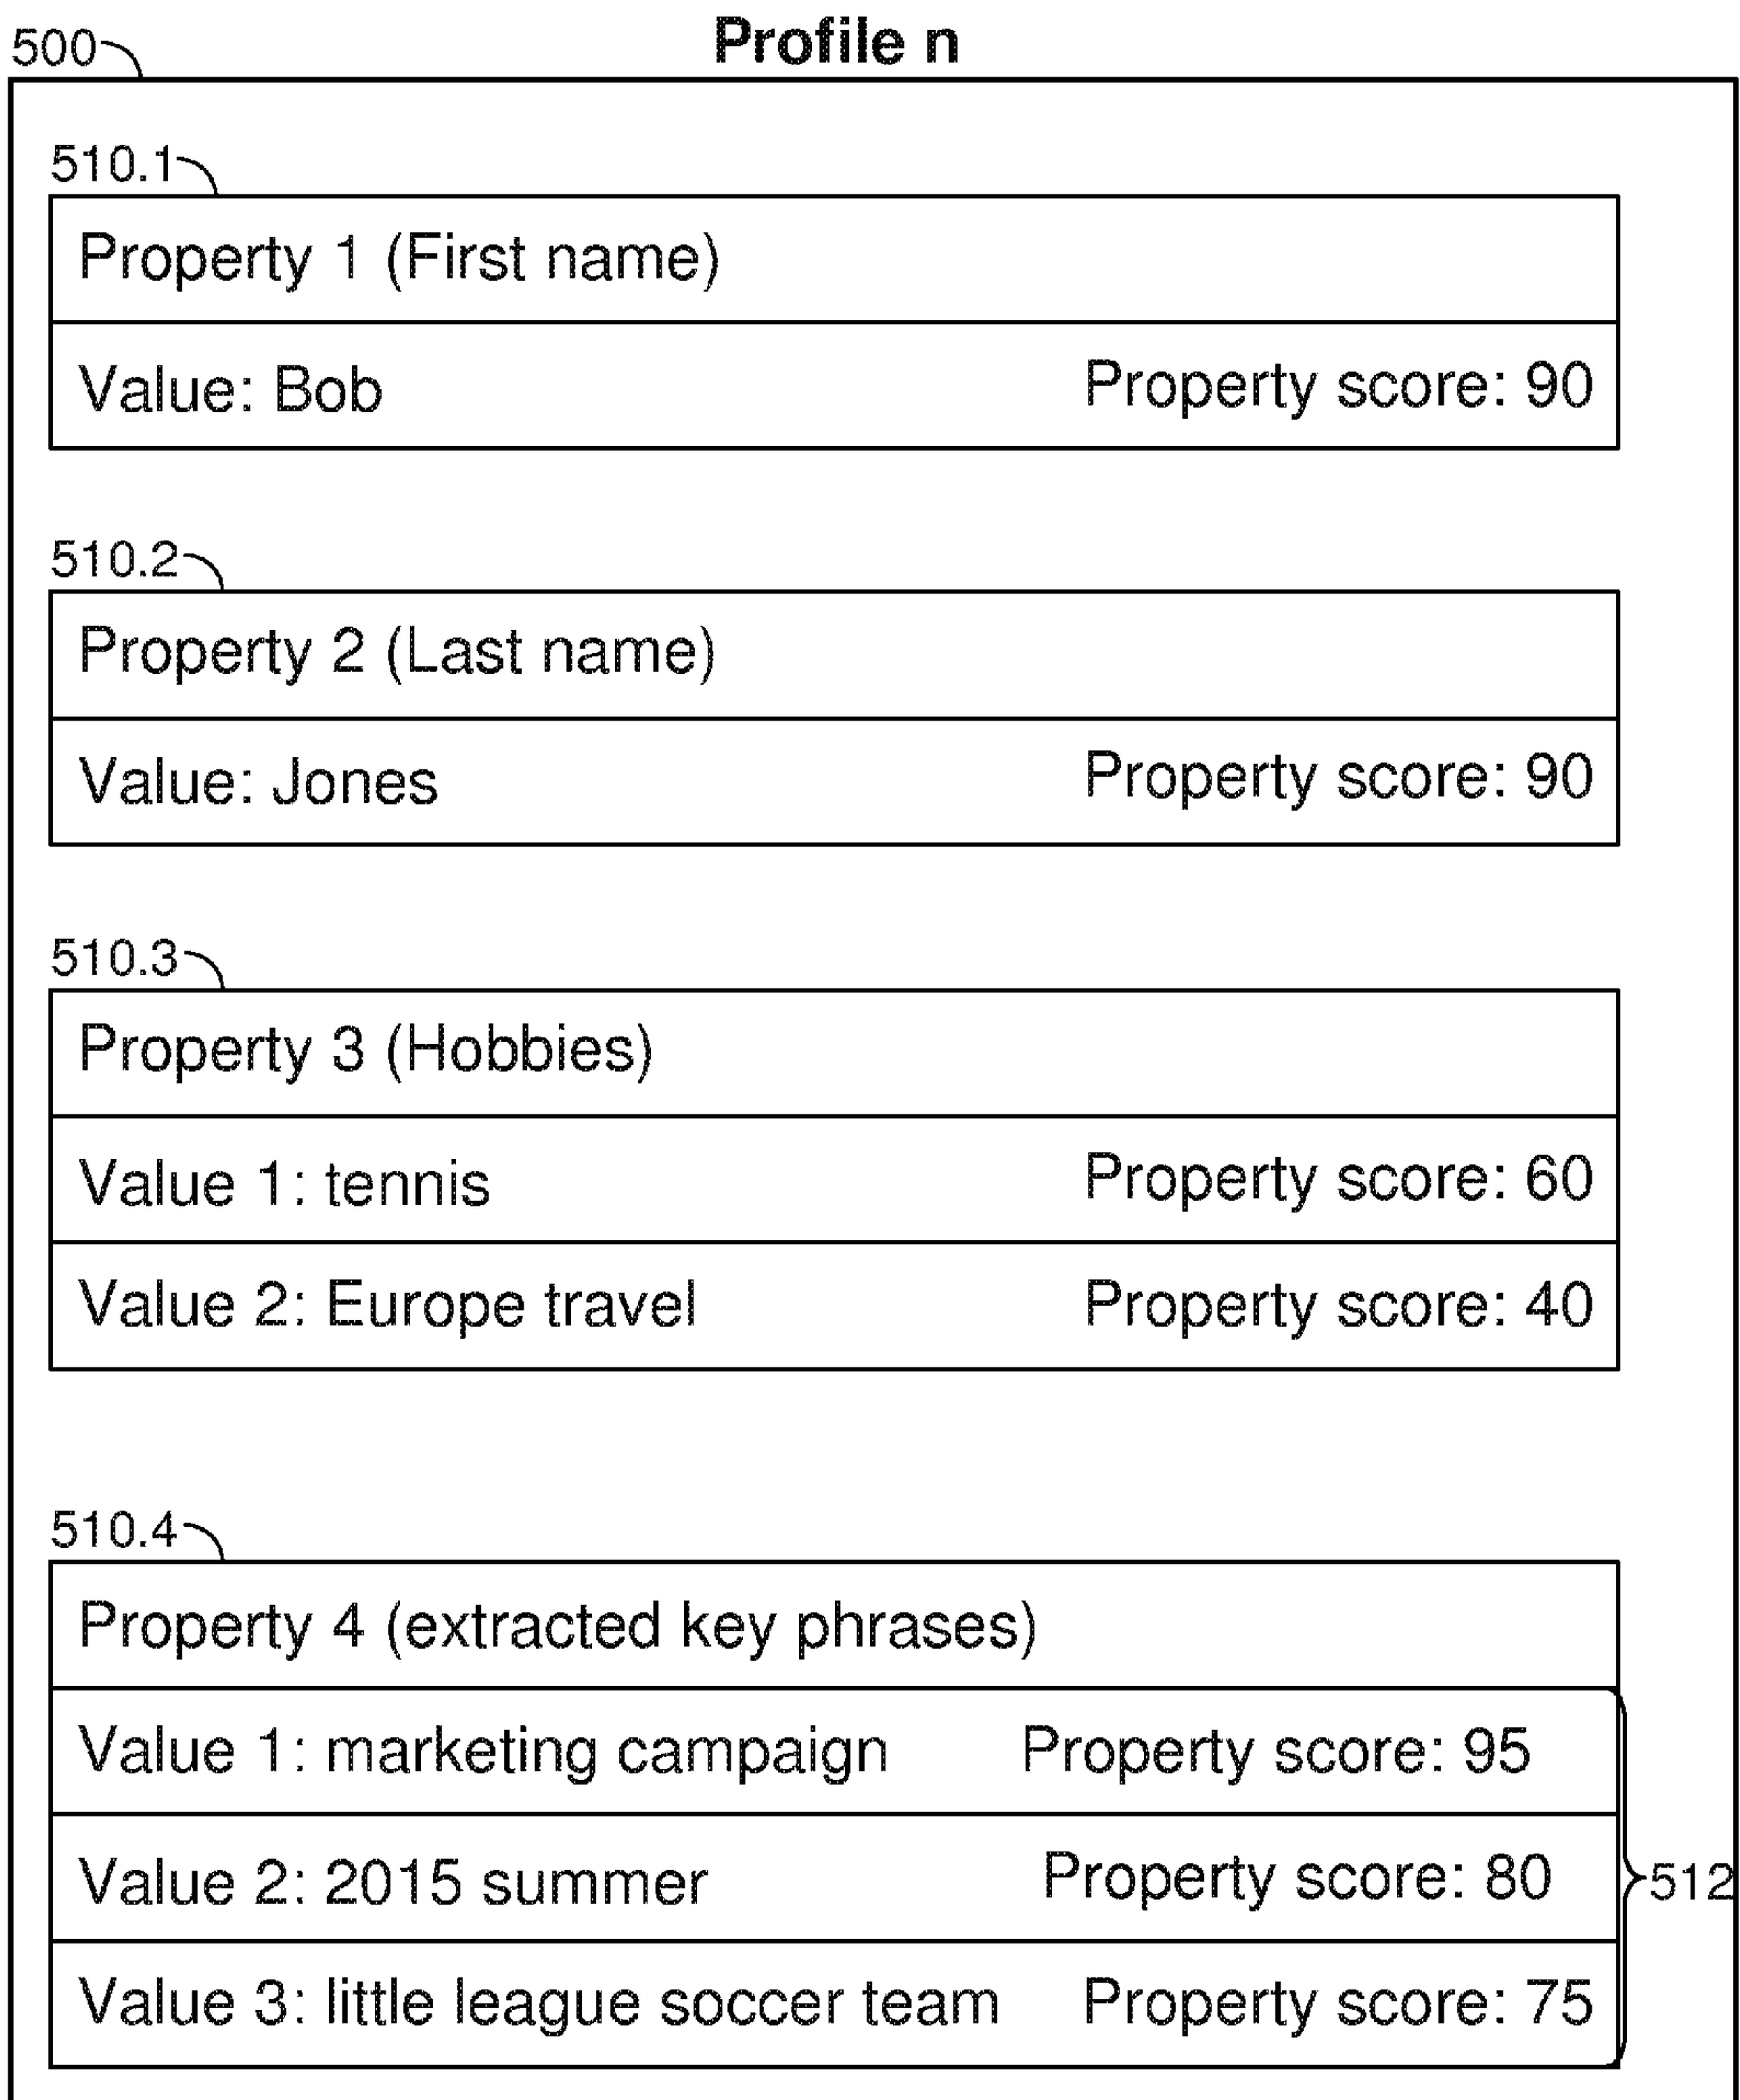 Profile n
500
510.1
Property 1 (First name)
Value: Bob Property score: 90
510.2
Property 2 (Last name)
Value: Jones Property score: 90
510.3
Property 3 (Hobbies)
Value 1: tennis Property score: 60
Value 2: Europe travel Property score: 40
510.4
Property 4 (extracted key phrases)
Value 1: marketing campaign Property score: 95
Value 2: 2015 summer Property score: 80
512
Value 3: little league soccer team Property score: 75